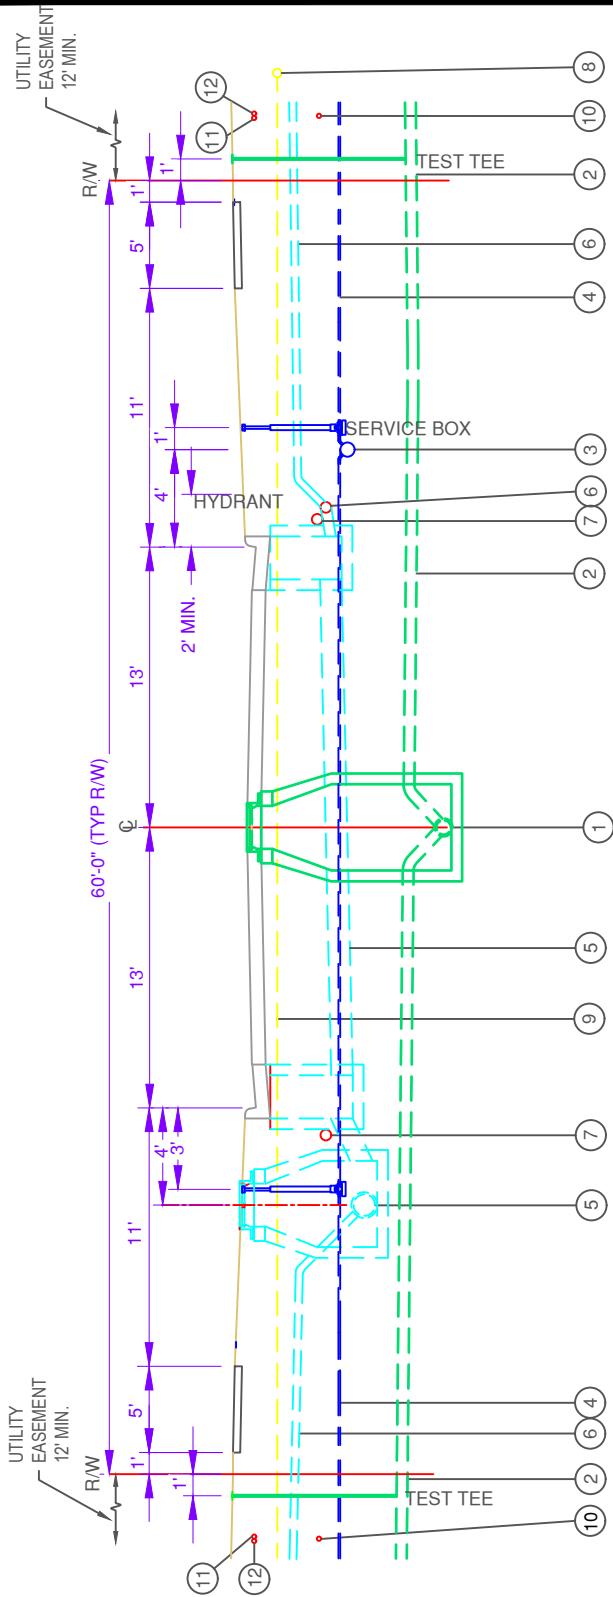 UTILITY
EASEMENT
12' MIN.
R/W
1'
1'
5'
11'
1'
4'
2' MIN.
13'
60'-0" (TYP R/W)
℄
13'
4'
3'
11'
5'
1'
1'
R/W
UTILITY
EASEMENT
12' MIN.
12
11
HYDRANT
SERVICE BOX
TEST TEE
TEST TEE
11
12
8
10
2
6
4
3
6
7
2
1
5
9
7
5
4
6
2
10